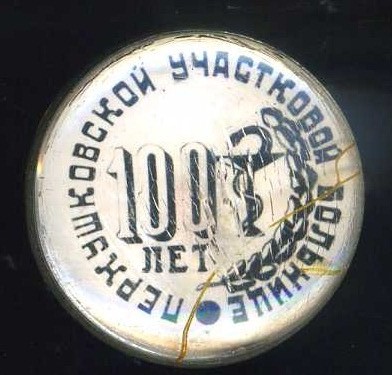 ПЕРХУШКОВСКОЙ УЧАСТКОВОЙ БОЛЬНИЦЕ
100
ЛЕТ